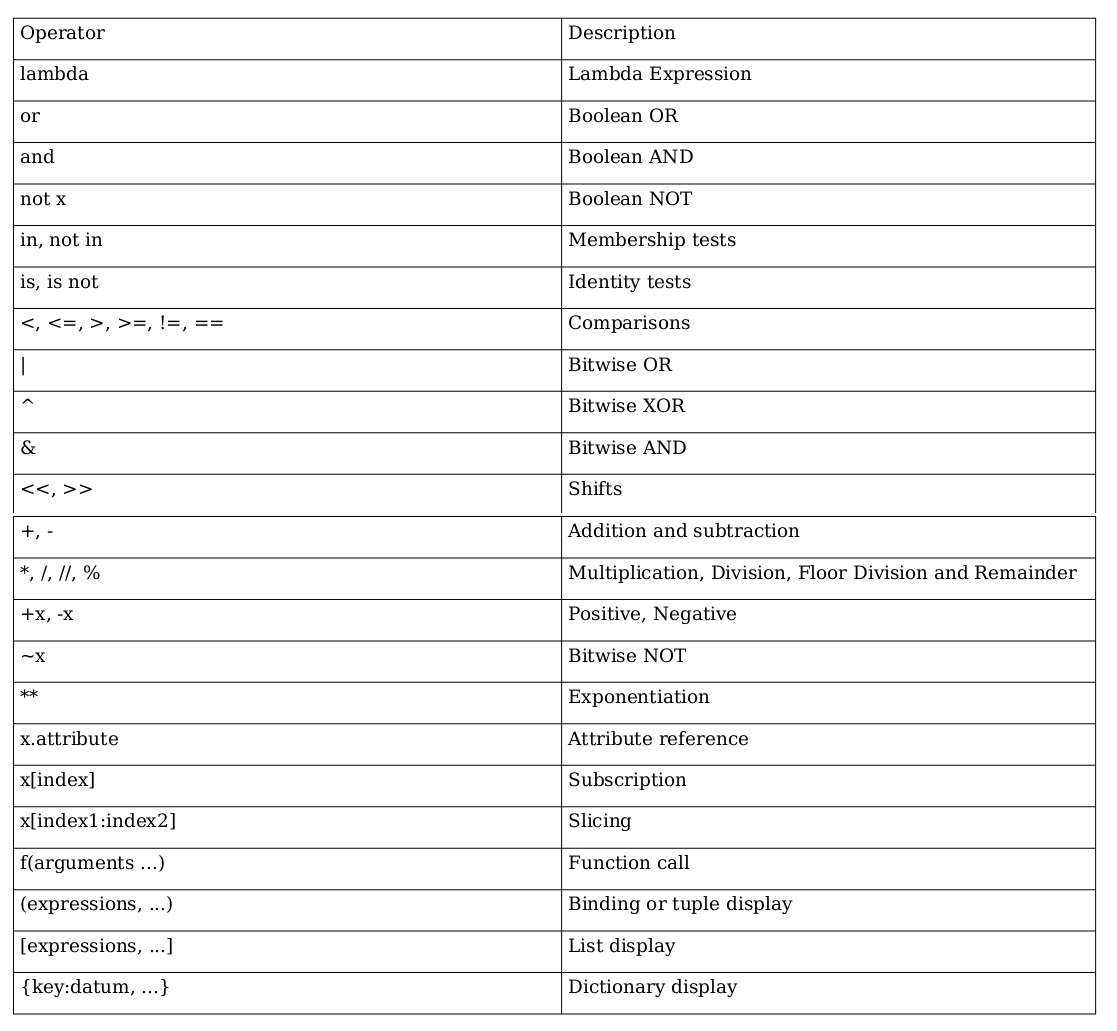 Operator Description
lambda Lambda Expression
or Boolean OR
and Boolean AND
not x Boolean NOT
in, not in Membership tests
is, is not Identity tests
<, <=, >, >=, !=, == Comparisons
| Bitwise OR
^ Bitwise XOR
& Bitwise AND
<<, >> Shifts
+, - Addition and subtraction
*, /, //, % Multiplication, Division, Floor Division and Remainder
+x, -x Positive, Negative
~x Bitwise NOT
** Exponentiation
x.attribute Attribute reference
x[index] Subscription
x[index1:index2] Slicing
f(arguments ...) Function call
(expressions, ...) Binding or tuple display
[expressions, ...] List display
{key:datum, ...} Dictionary display